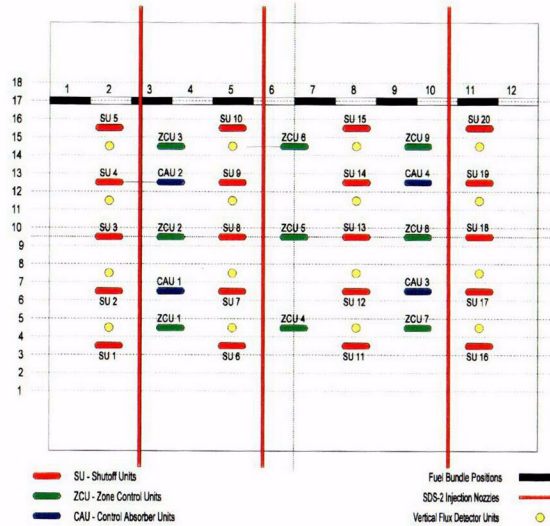 18
1 2 3 4 5 6 7 8 9 10 11 12
17
16 SU 5 SU 10 SU 15 SU 20
15 ZCU 3 ZCU 6 ZCU 9
14
13 SU 4 CAU 2 SU 9 SU 14 CAU 4 SU 19
12
11
10 SU 3 ZCU 2 SU 8 ZCU 5 SU 13 ZCU 8 SU 18
9
8
7 CAU 1 CAU 3
6 SU 2 SU 7 SU 12 SU 17
5 ZCU 1 ZCU 4 ZCU 7
4
3 SU 1 SU 6 SU 11 SU 16
2
1
SU - Shutoff Units
ZCU - Zone Control Units
CAU - Control Absorber Units
Fuel Bundle Positions
SDS-2 Injection Nozzles
Vertical Flux Detector Units